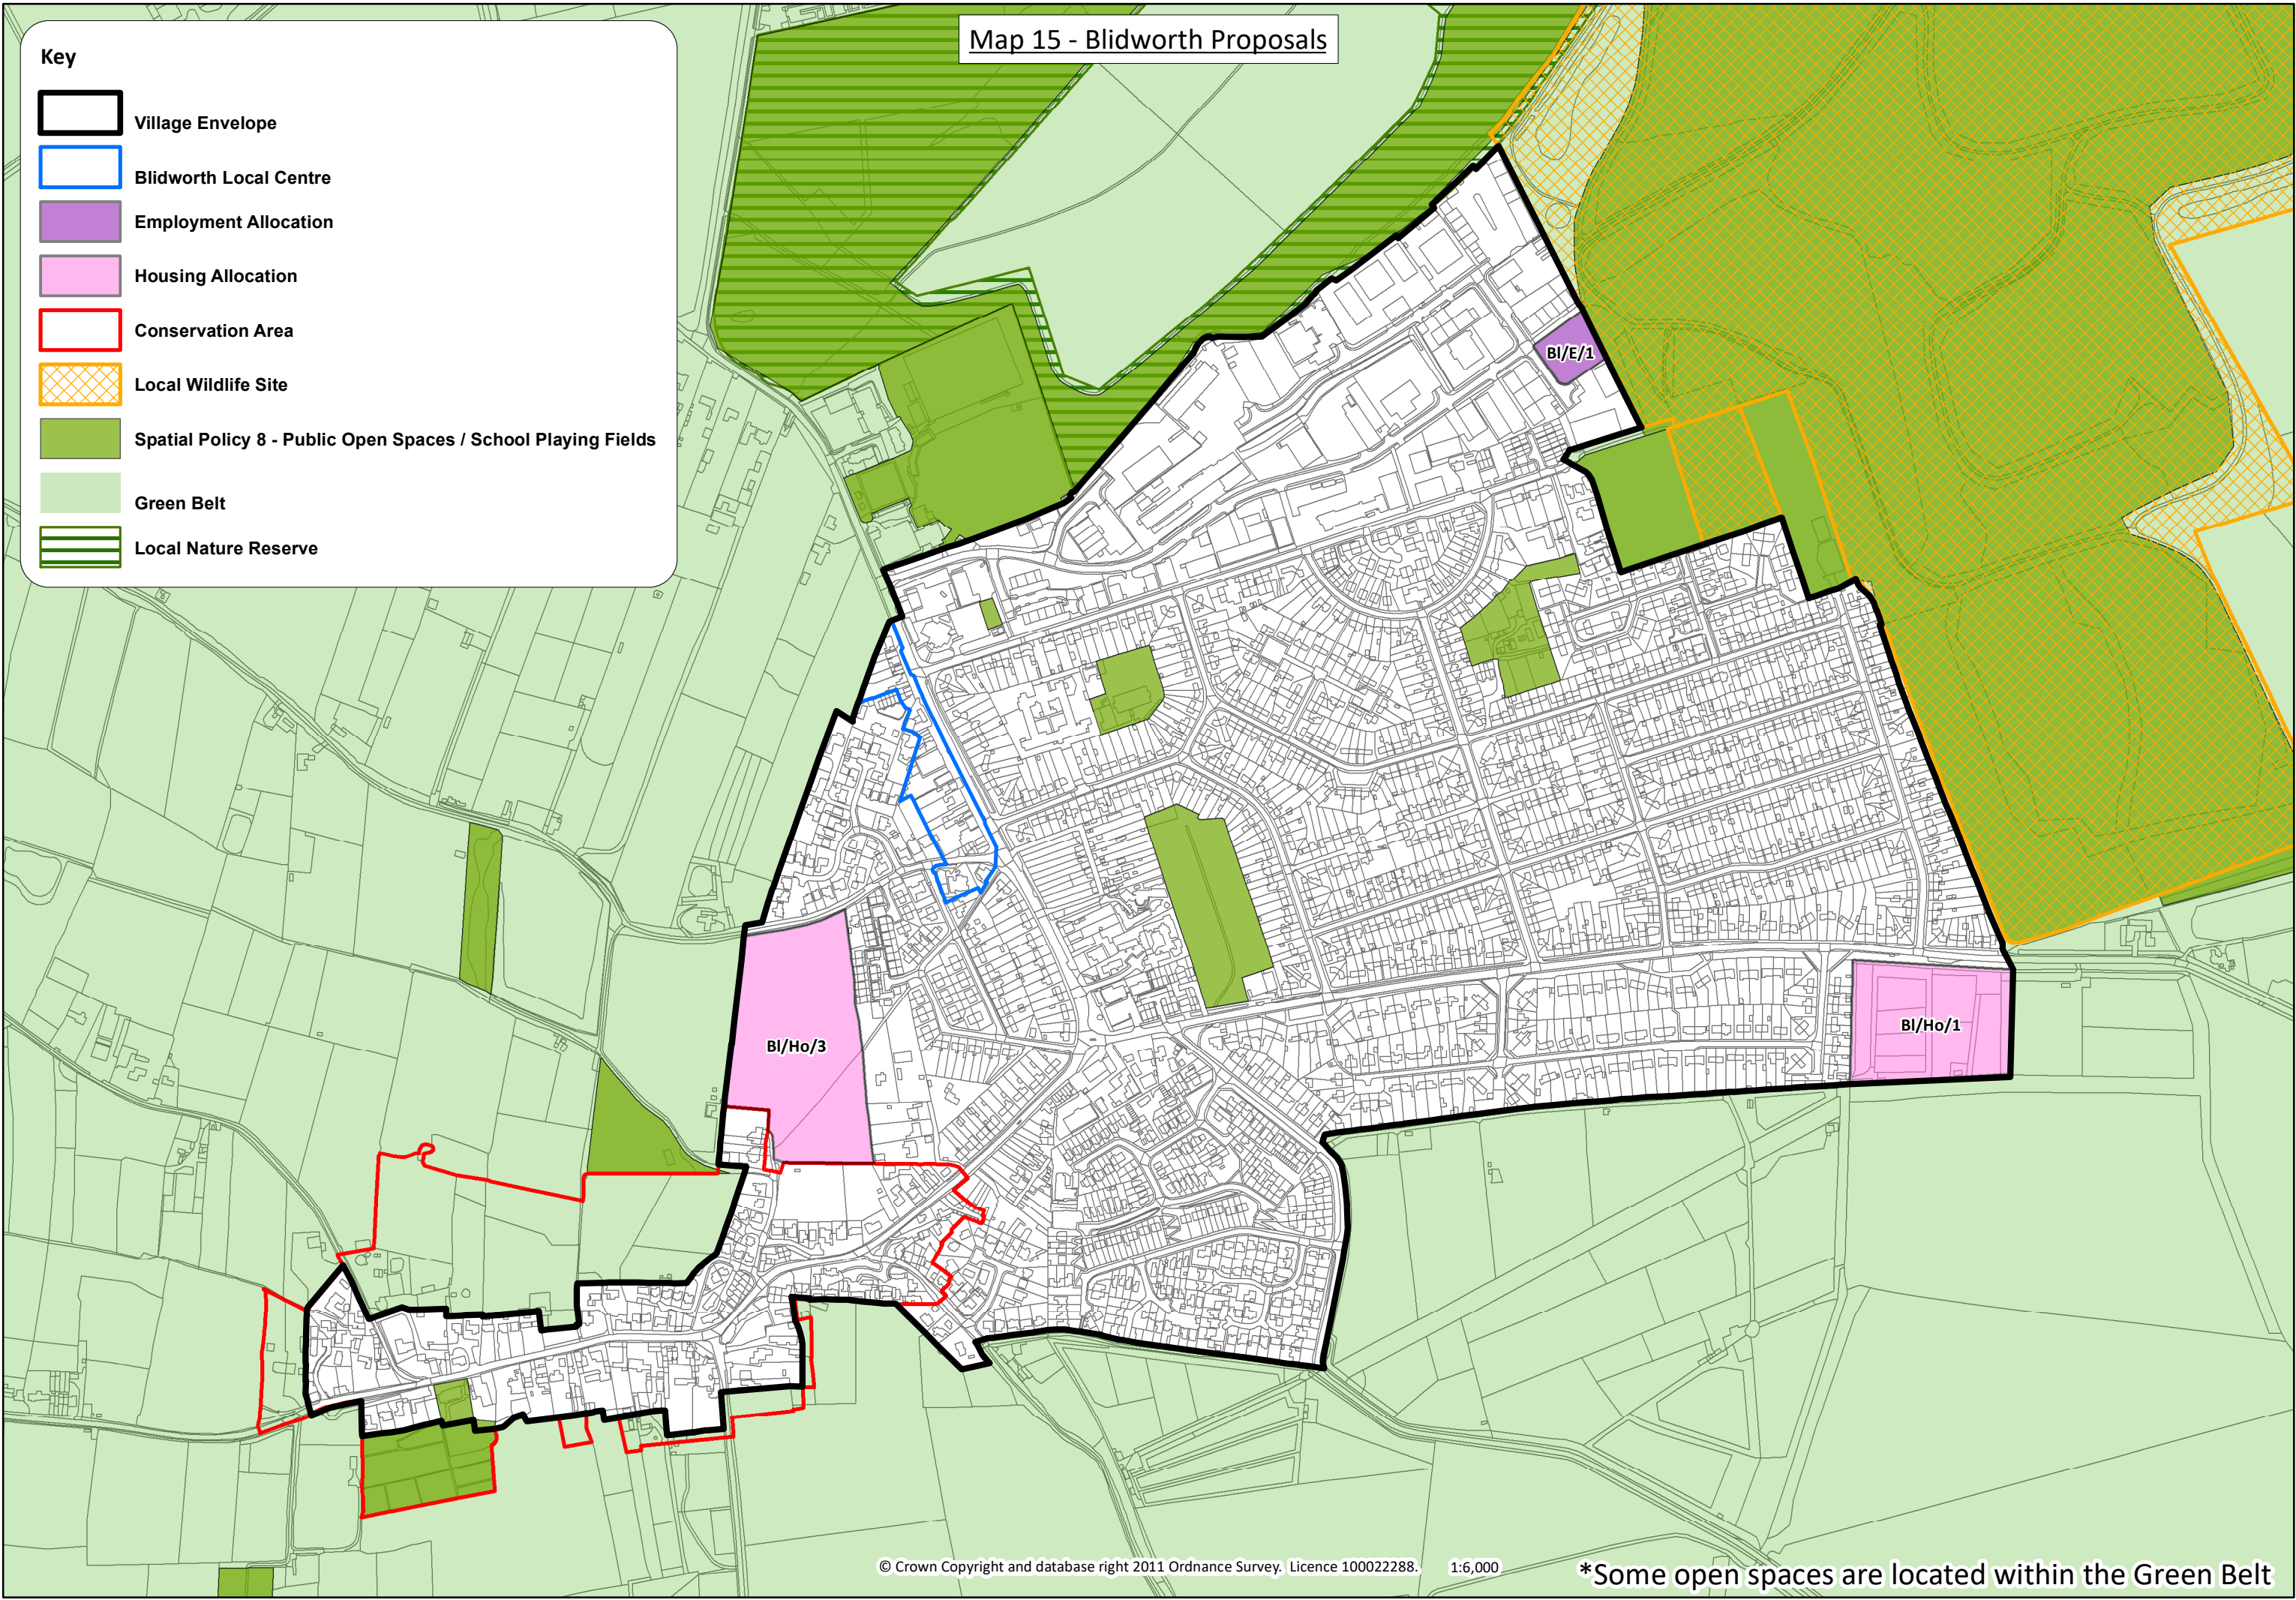 Map 15 - Blidworth Proposals
Key
Village Envelope
Blidworth Local Centre
Employment Allocation
Housing Allocation
Conservation Area
Local Wildlife Site
Spatial Policy 8 - Public Open Spaces / School Playing Fields
Green Belt
Local Nature Reserve
Bl/E/1
Bl/Ho/3
Bl/Ho/1
© Crown Copyright and database right 2011 Ordnance Survey. Licence 100022288. 1:6,000
*Some open spaces are located within the Green Belt